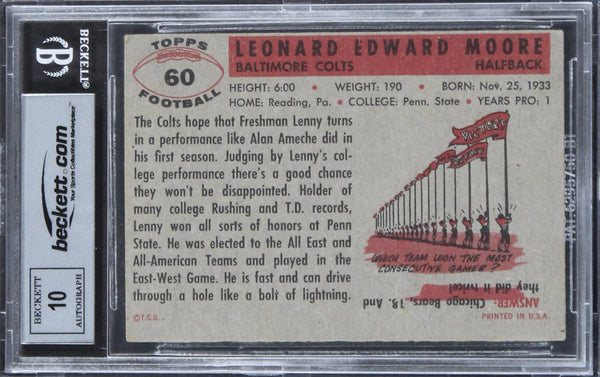 BECKETT
B
beckett.com
Your Sports Collectibles Marketplace
BECKETT
10
AUTOGRAPH
TOPPS
60
FOOTBALL
LEONARD EDWARD MOORE
BALTIMORE COLTS HALFBACK
HEIGHT: 6:00 • WEIGHT: 190 • BORN: Nov. 25, 1933
HOME: Reading, Pa. • COLLEGE: Penn. State • YEARS PRO: 1
The Colts hope that Freshman Lenny turns
in a performance like Alan Ameche did in
his first season. Judging by Lenny's col-
lege performance there's a good chance
they won't be disappointed. Holder of
many college Rushing and T.D. records,
Lenny won all sorts of honors at Penn
State. He was elected to the All East and
All-American Teams and played in the
East-West Game. He is fast and can drive
through a hole like a bolt of lightning.
©T.C.G.
VICTORY
WHICH TEAM WON THE MOST
CONSECUTIVE GAMES?
ANSWER: Chicago Bears, 18. And
they did it twice!
PRINTED IN U.S.A.